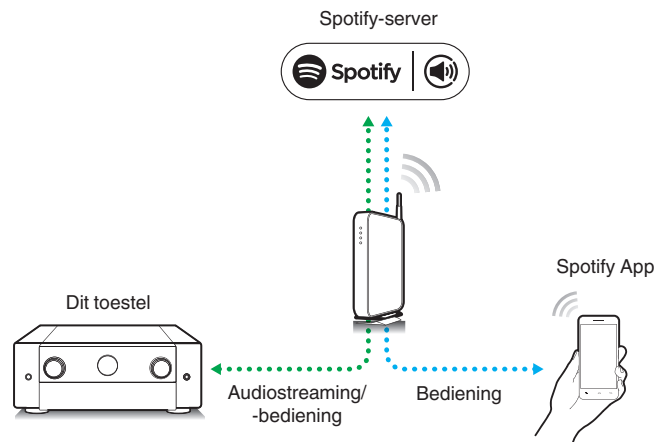 Spotify-server
Spotify
Spotify App
Dit toestel
Audiostreaming/
-bediening
Bediening